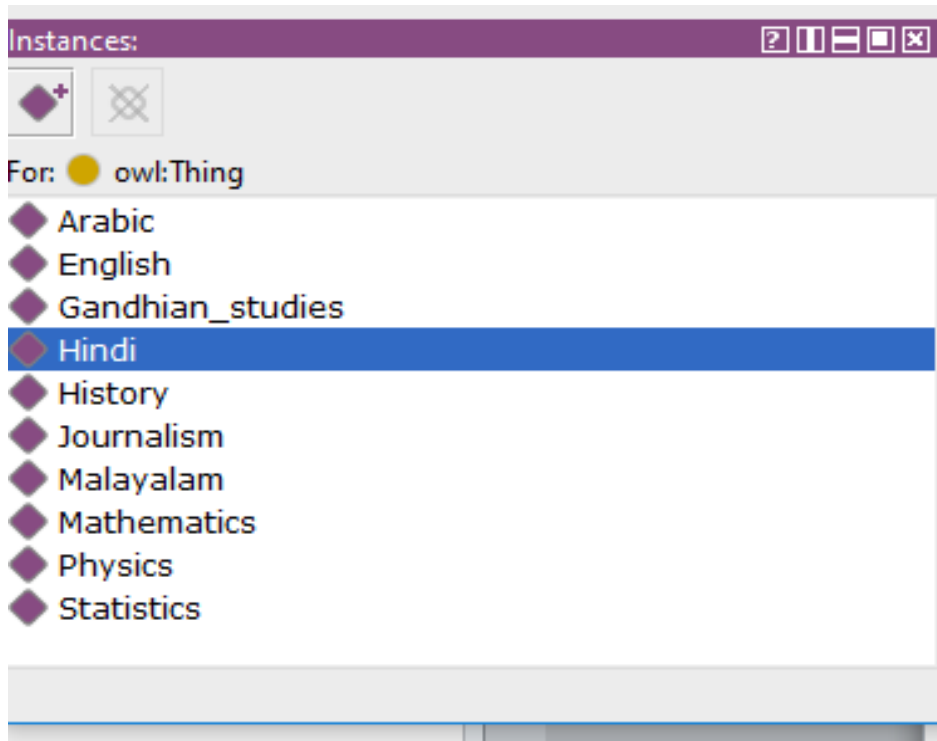 Instances:
For: owl:Thing
Arabic
English
Gandhian_studies
Hindi
History
Journalism
Malayalam
Mathematics
Physics
Statistics